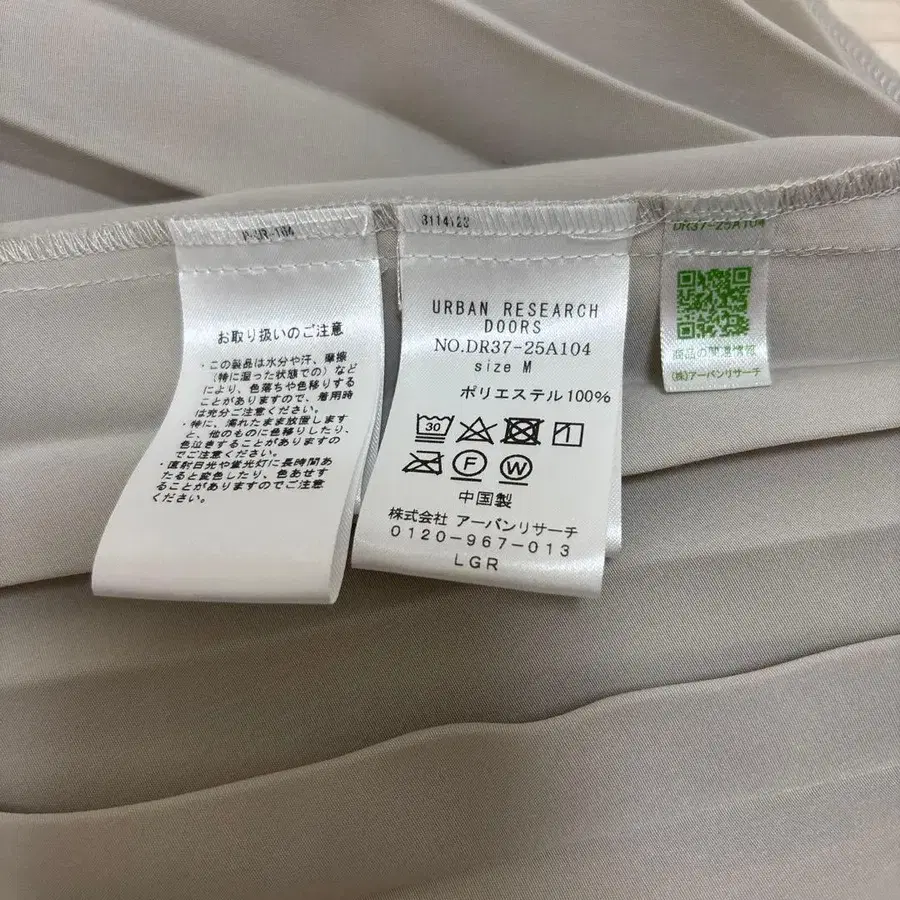 お取り扱いのご注意
・この製品は水分や汗、摩擦
(特に湿った状態での)など
により、色落ちや色移りする
ことがありますので、着用時
は充分ご注意ください。
・特に、濡れたまま放置します
と、他のものに色移りしたり、
色泣きすることがありますの
でご注意ください。
・直射日光や蛍光灯に長時間あ
たると変色したり、色あせす
ることがありますのでご注意
ください。
3114123
URBAN RESEARCH
DOORS
NO.DR37-25A104
size M
ポリエステル100%
30
F W
中国製
株式会社 アーバンリサーチ
0120-967-013
LGR
DR37-25A104
商品の関連情報
(株)アーバンリサーチ